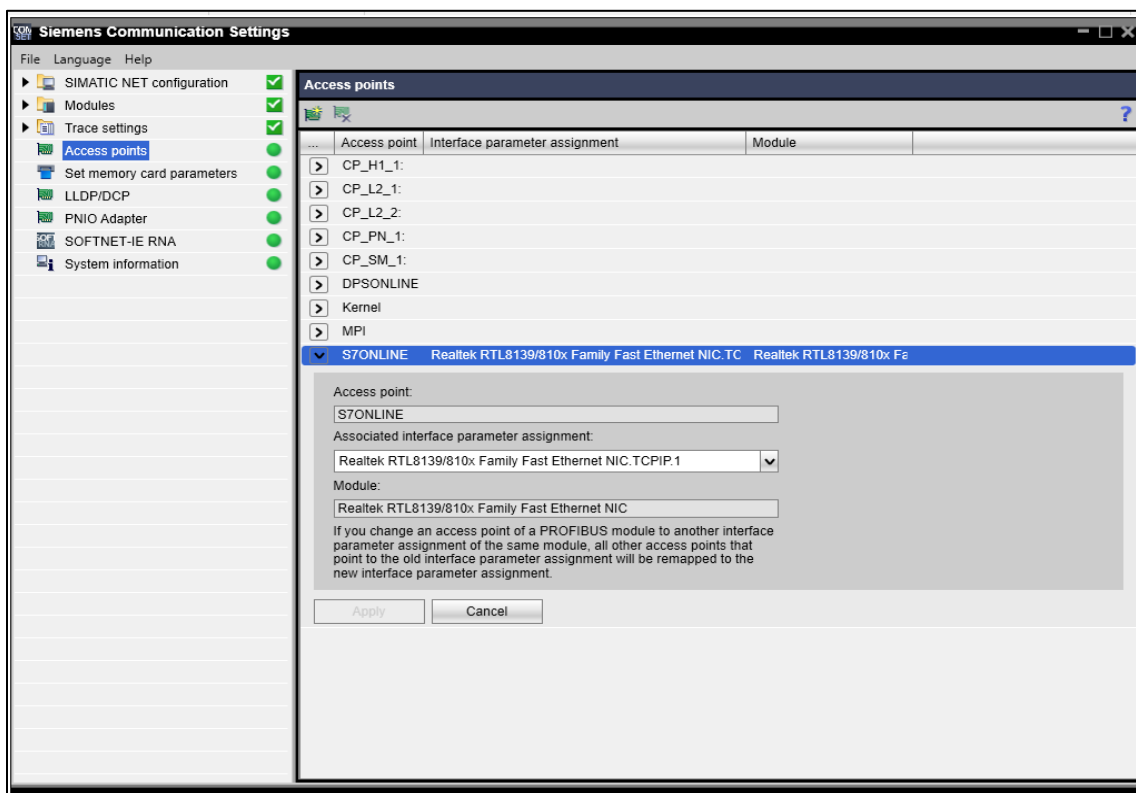 Siemens Communication Settings
File Language Help
SIMATIC NET configuration
Modules
Trace settings
Access points
Set memory card parameters
LLDP/DCP
PNIO Adapter
SOFTNET-IE RNA
System information
Access points
?
... Access point Interface parameter assignment Module
CP_H1_1:
CP_L2_1:
CP_L2_2:
CP_PN_1:
CP_SM_1:
DPSONLINE
Kernel
MPI
S7ONLINE Realtek RTL8139/810x Family Fast Ethernet NIC.TC Realtek RTL8139/810x Fa
Access point:
S7ONLINE
Associated interface parameter assignment:
Realtek RTL8139/810x Family Fast Ethernet NIC.TCPIP.1
Module:
Realtek RTL8139/810x Family Fast Ethernet NIC
If you change an access point of a PROFIBUS module to another interface
parameter assignment of the same module, all other access points that
point to the old interface parameter assignment will be remapped to the
new interface parameter assignment.
Apply Cancel